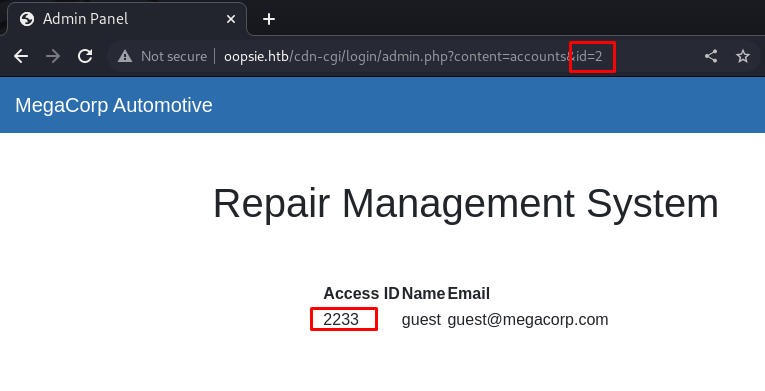 Admin Panel
Not secure oopsie.htb/cdn-cgi/login/admin.php?content=accounts&id=2
MegaCorp Automotive
Repair Management System
Access ID Name Email
2233 guest guest@megacorp.com